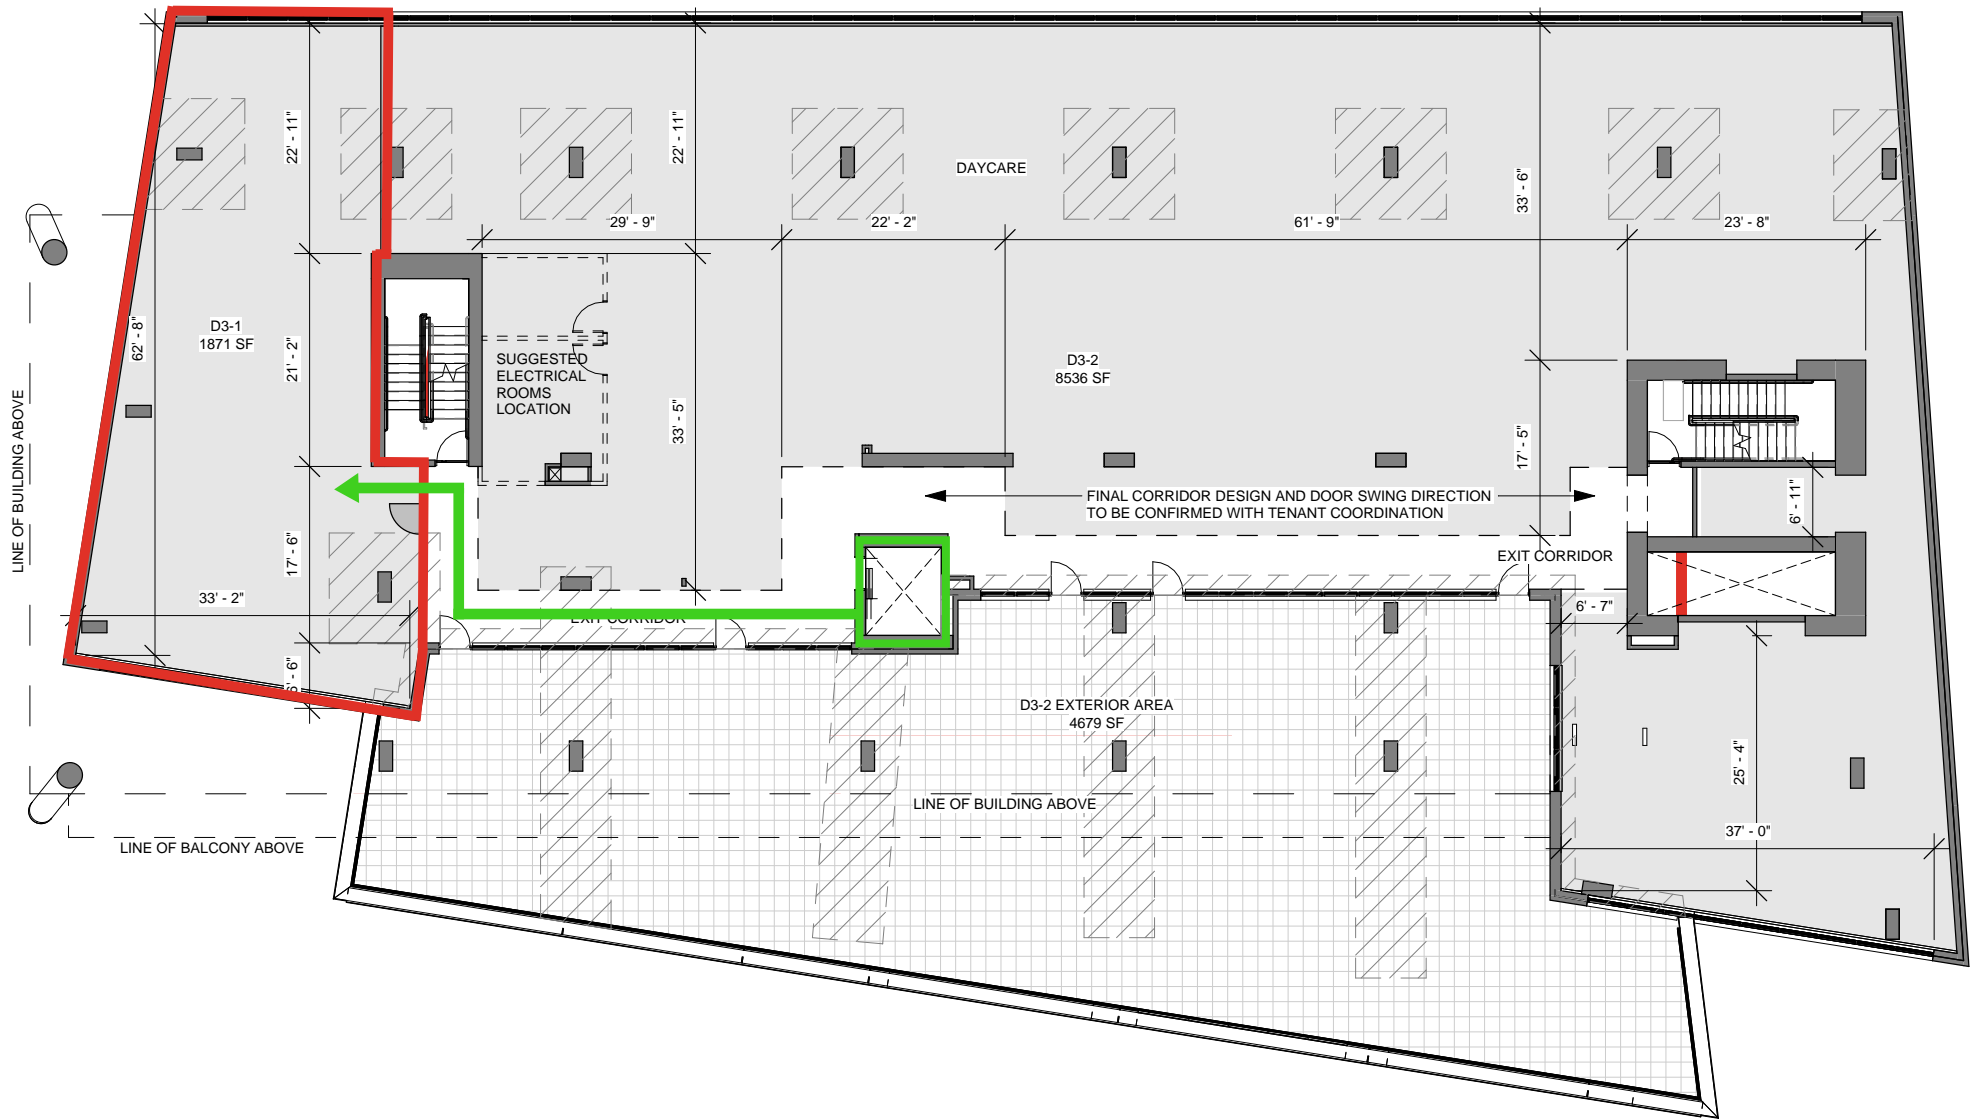 22' - 11"
22' - 11"
DAYCARE
33' - 6"
29' - 9"
22' - 2"
61' - 9"
23' - 8"
D3-1
1871 SF
62' - 8"
21' - 2"
SUGGESTED
ELECTRICAL
ROOMS
LOCATION
33' - 5"
D3-2
8536 SF
17' - 5"
LINE OF BUILDING ABOVE
FINAL CORRIDOR DESIGN AND DOOR SWING DIRECTION
TO BE CONFIRMED WITH TENANT COORDINATION
6' - 11"
17' - 6"
EXIT CORRIDOR
33' - 2"
6' - 7"
EXIT CORRIDOR
6' - 6"
D3-2 EXTERIOR AREA
4679 SF
25' - 4"
LINE OF BUILDING ABOVE
37' - 0"
LINE OF BALCONY ABOVE